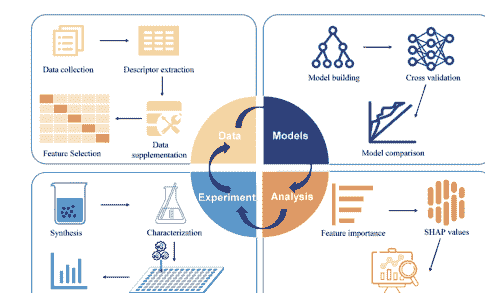 Data collection
Descriptor extraction
Feature Selection
Data
supplementation
Model building
Cross validation
Model comparison
Data
Models
Experiment
Analysis
Synthesis
Characterization
Feature importance
SHAP values